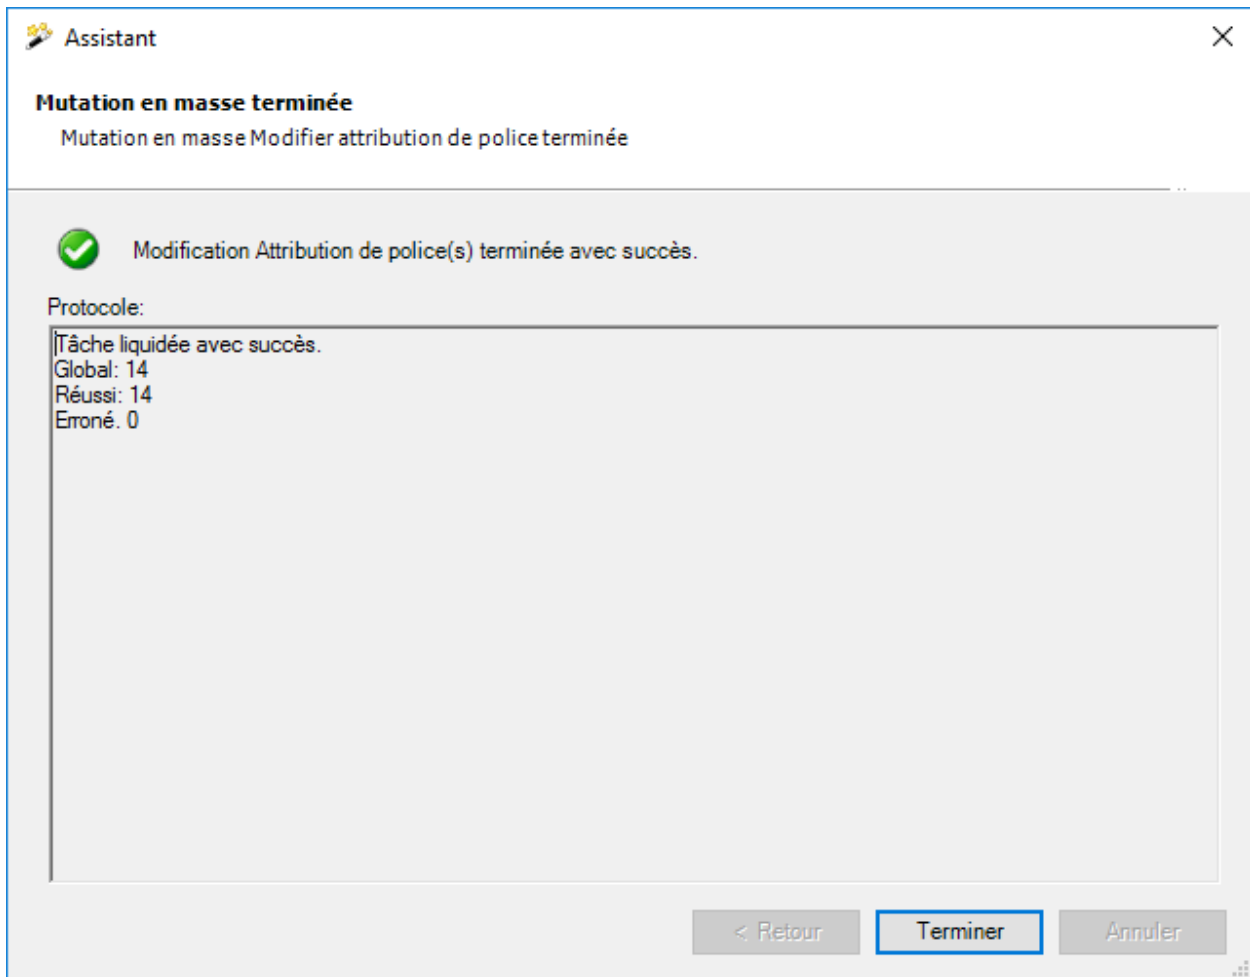 Assistant
Mutation en masse terminée
Mutation en masse Modifier attribution de police terminée
Modification Attribution de police(s) terminée avec succès.
Protocole:
Tâche liquidée avec succès.
Global: 14
Réussi: 14
Erroné. 0
< Retour
Terminer
Annuler